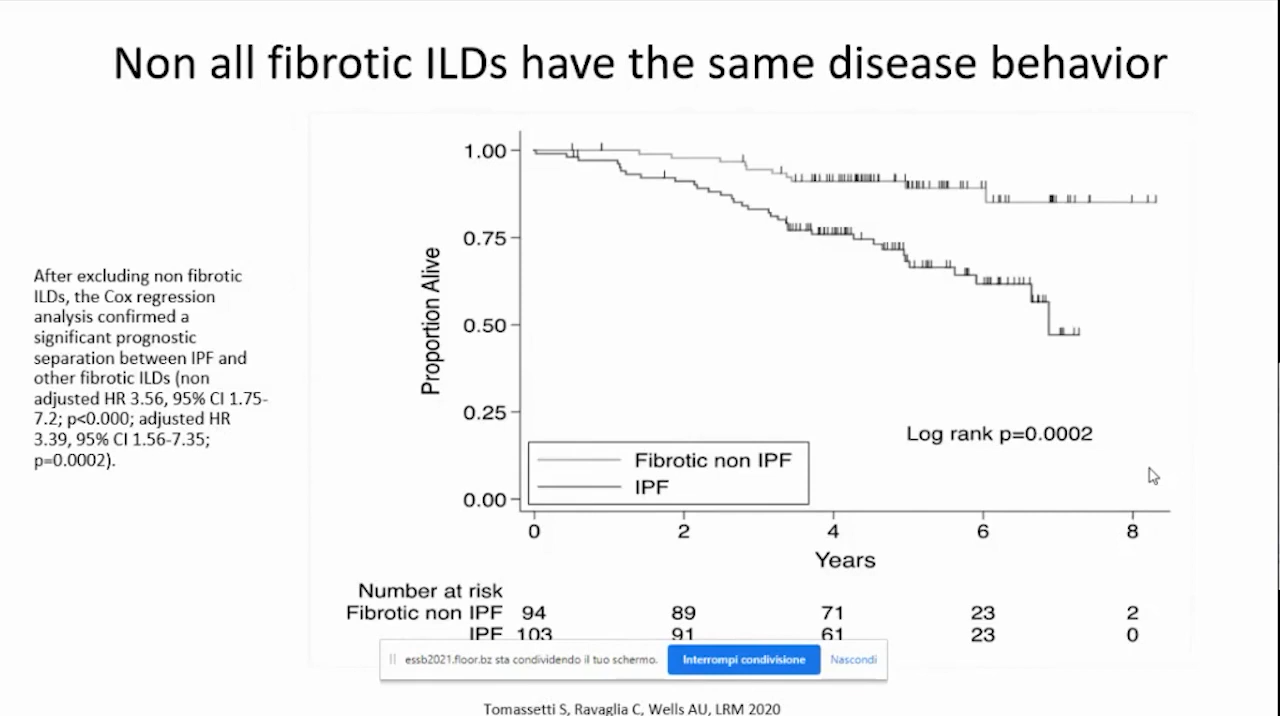 Non all fibrotic ILDs have the same disease behavior
After excluding non fibrotic
ILDs, the Cox regression
analysis confirmed a
significant prognostic
separation between IPF and
other fibrotic ILDs (non
adjusted HR 3.56, 95% CI 1.75-
7.2; p<0.000; adjusted HR
3.39, 95% CI 1.56-7.35;
p=0.0002).
Proportion Alive
1.00
0.75
0.50
0.25
0.00
Log rank p=0.0002
Fibrotic non IPF
IPF
0 2 4 6 8
Years
Number at risk
Fibrotic non IPF 94 89 71 23 2
IPF 103 91 61 23 0
essb2021.floor.bz sta condividendo il tuo schermo. Interrompi condivisione Nascondi
Tomassetti S, Ravaglia C, Wells AU, LRM 2020